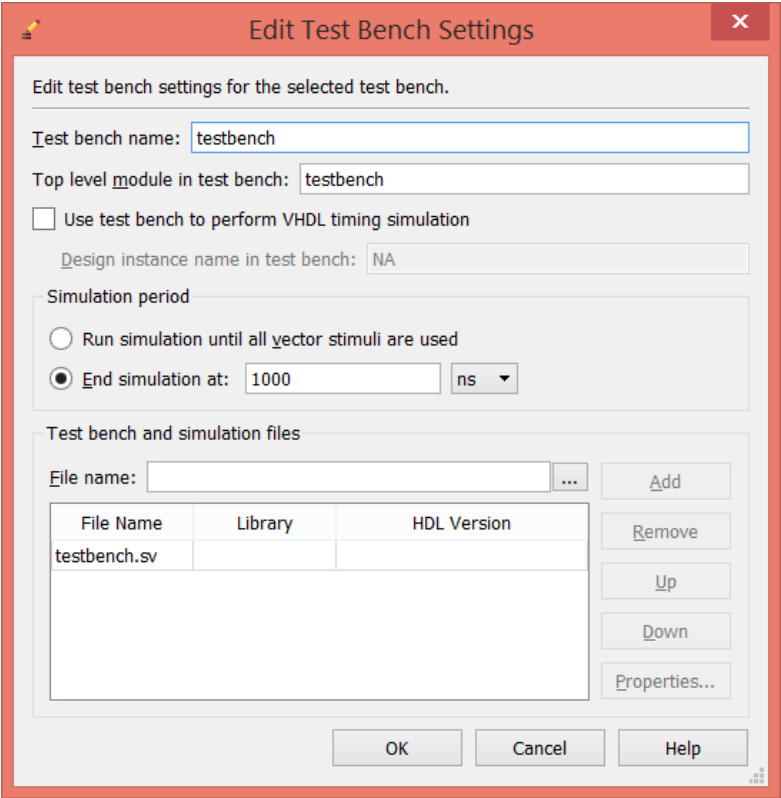 Edit Test Bench Settings
Edit test bench settings for the selected test bench.
Test bench name: testbench
Top level module in test bench: testbench
Use test bench to perform VHDL timing simulation
Design instance name in test bench: NA
Simulation period
Run simulation until all vector stimuli are used
End simulation at: 1000 ns
Test bench and simulation files
File name: ... Add
File Name Library HDL Version
Remove
testbench.sv
Up
Down
Properties...
OK Cancel Help